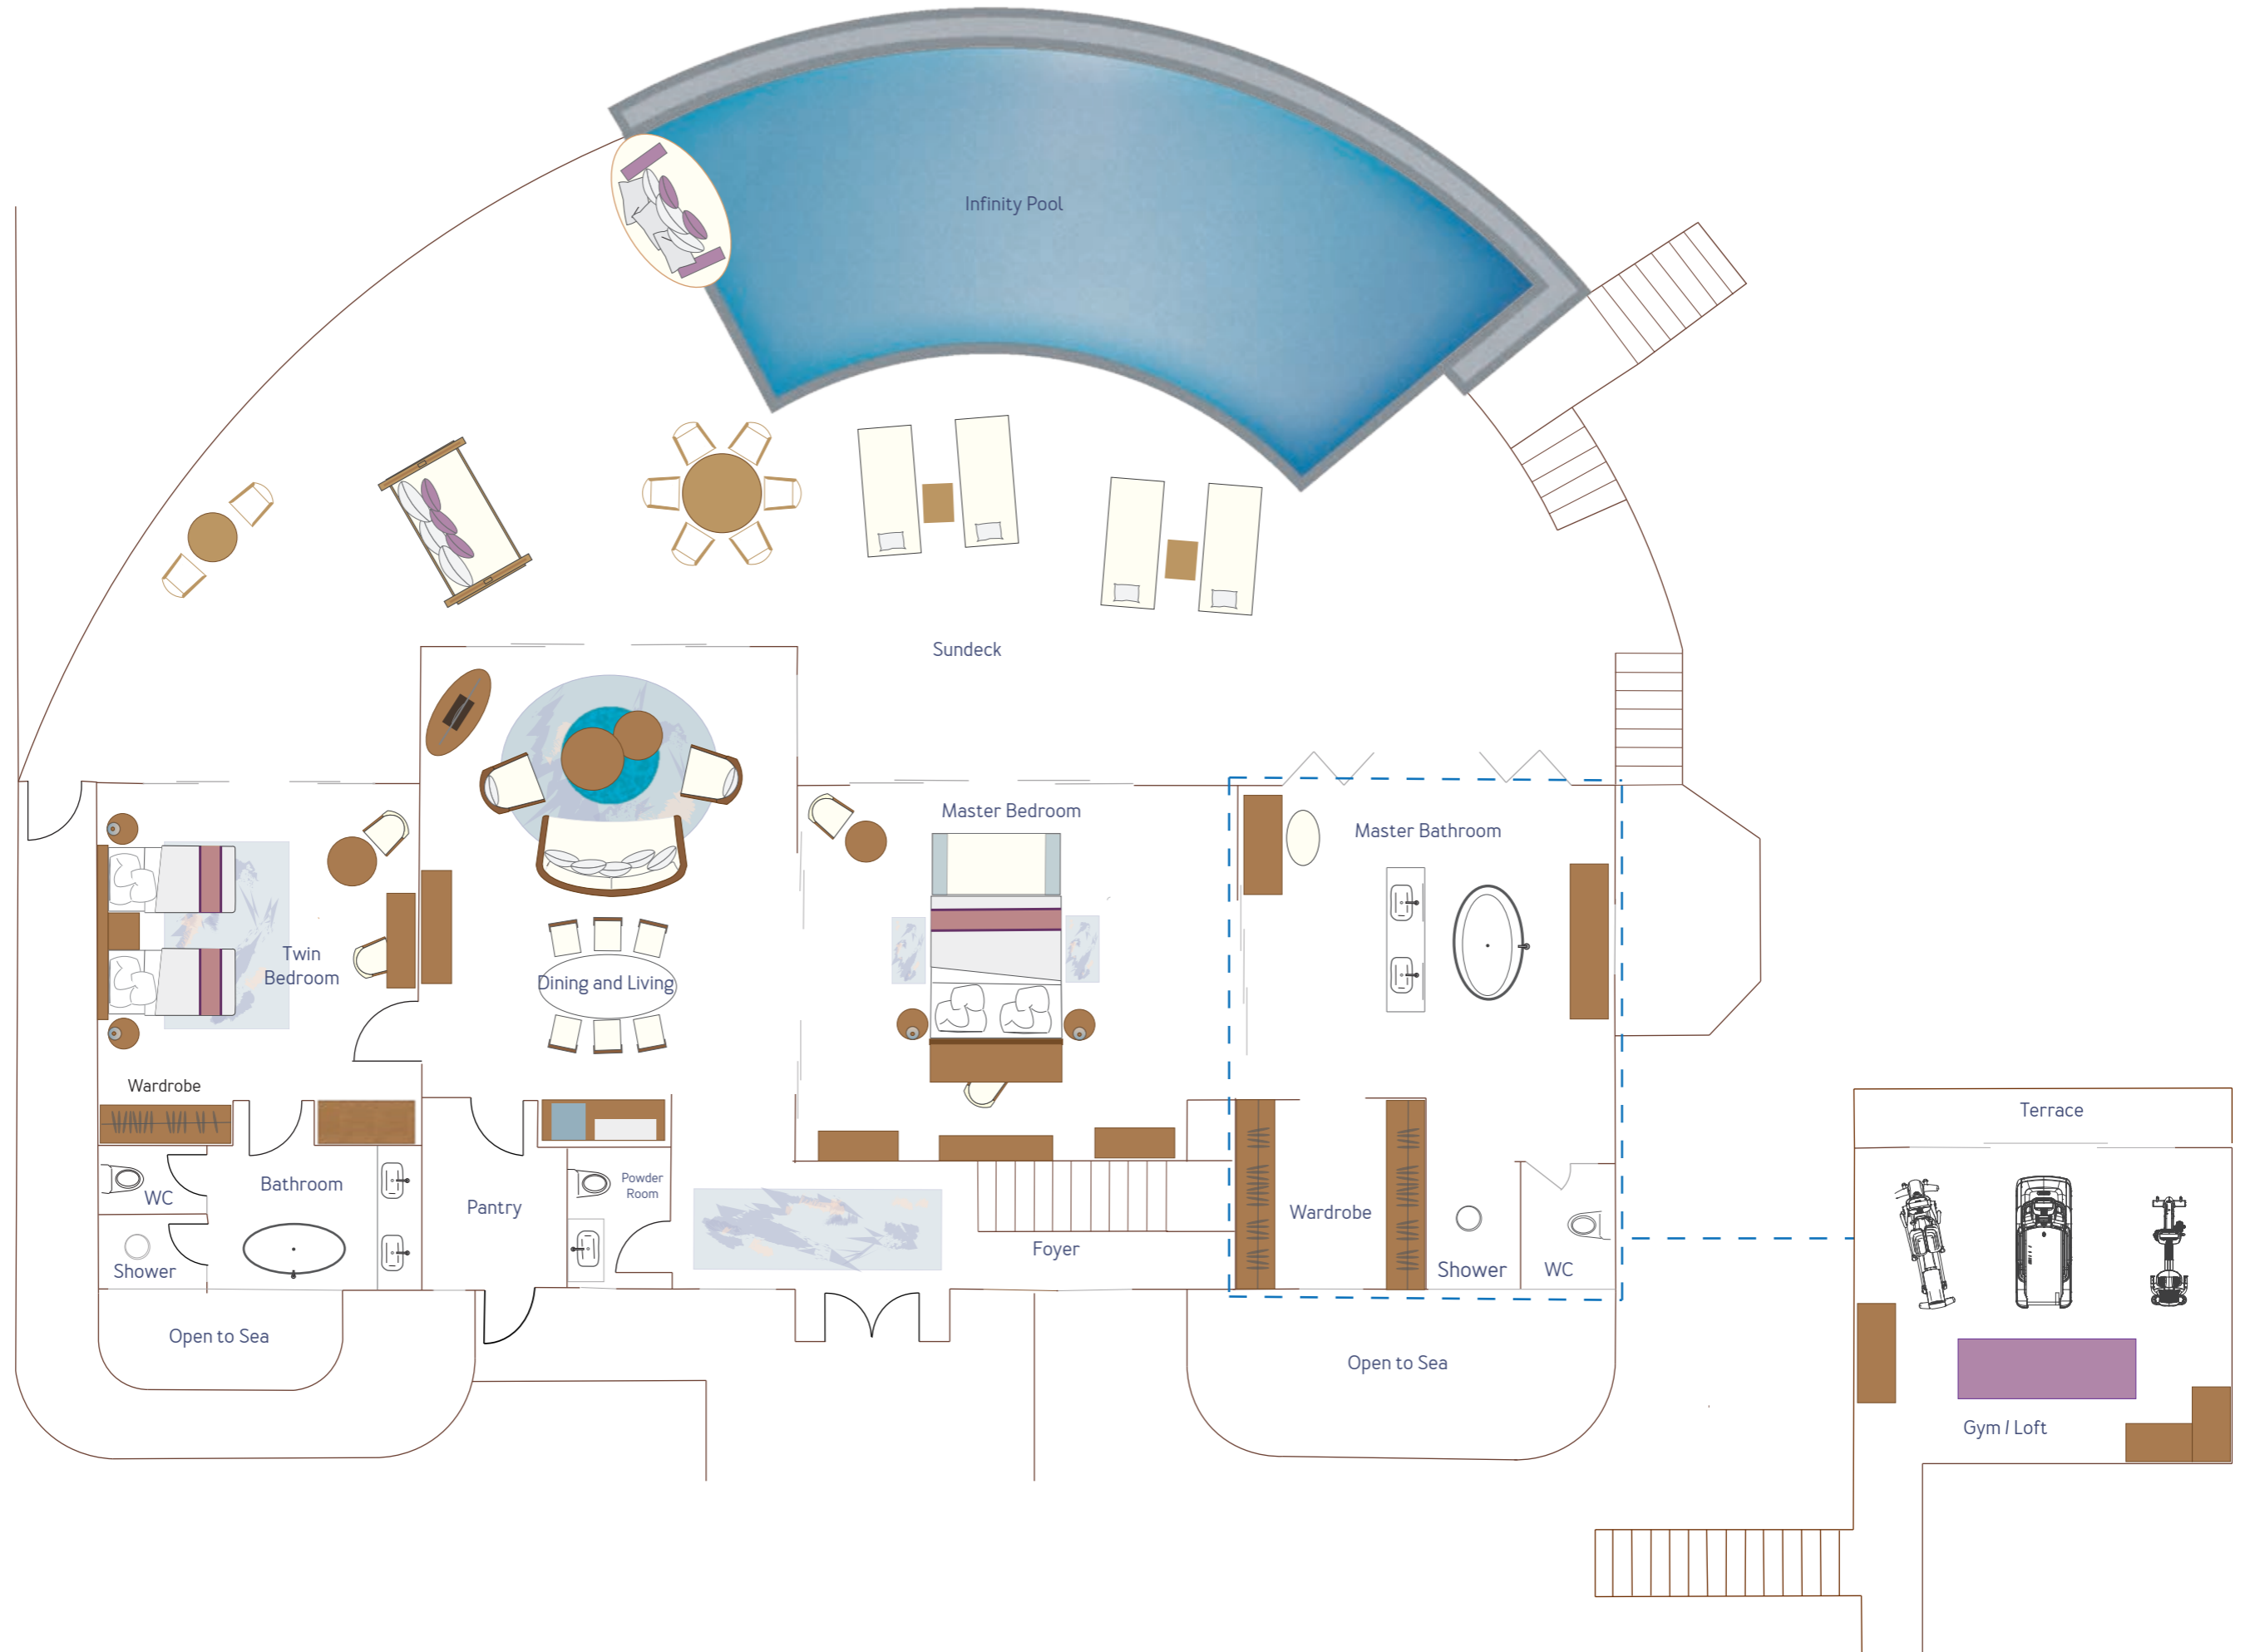 Infinity Pool
Sundeck
Master Bedroom
Master Bathroom
Twin
Bedroom
Dining and Living
Wardrobe
Terrace
WC
Bathroom
Pantry
Powder
Room
Foyer
Wardrobe
Shower
Shower
WC
Open to Sea
Open to Sea
Gym / Loft